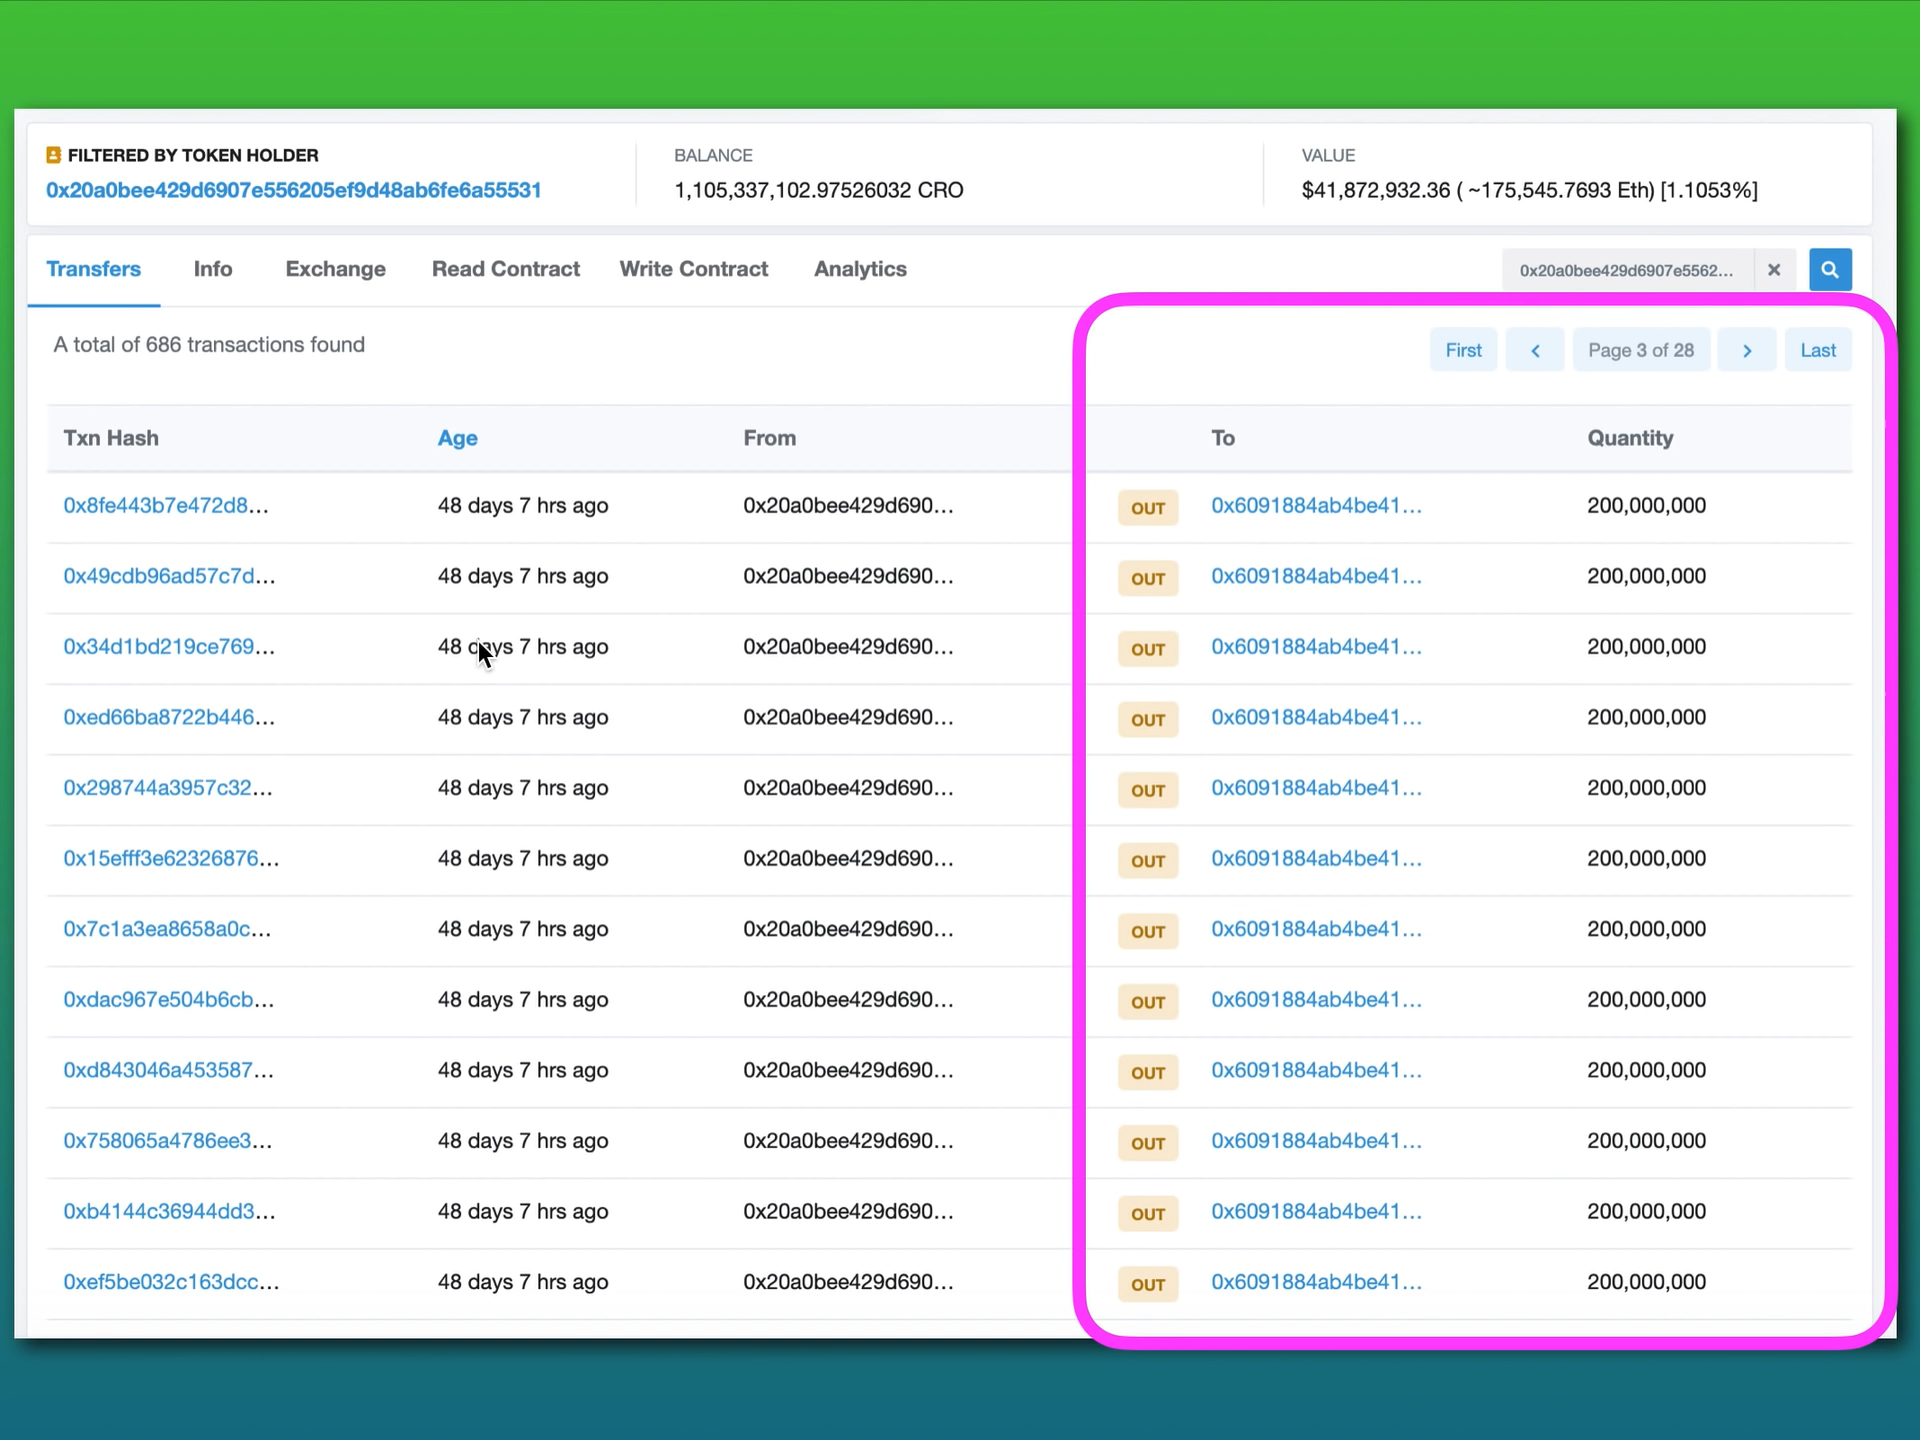 FILTERED BY TOKEN HOLDER
0x20a0bee429d6907e556205ef9d48ab6fe6a55531
BALANCE
1,105,337,102.97526032 CRO
VALUE
$41,872,932.36 ( ~175,545.7693 Eth) [1.1053%]
Transfers Info Exchange Read Contract Write Contract Analytics
0x20a0bee429d6907e5562...
A total of 686 transactions found
First Page 3 of 28 Last
Txn Hash Age From To Quantity
0x8fe443b7e472d8... 48 days 7 hrs ago 0x20a0bee429d690... OUT 0x6091884ab4be41... 200,000,000
0x49cdb96ad57c7d... 48 days 7 hrs ago 0x20a0bee429d690... OUT 0x6091884ab4be41... 200,000,000
0x34d1bd219ce769... 48 days 7 hrs ago 0x20a0bee429d690... OUT 0x6091884ab4be41... 200,000,000
0xed66ba8722b446... 48 days 7 hrs ago 0x20a0bee429d690... OUT 0x6091884ab4be41... 200,000,000
0x298744a3957c32... 48 days 7 hrs ago 0x20a0bee429d690... OUT 0x6091884ab4be41... 200,000,000
0x15efff3e62326876... 48 days 7 hrs ago 0x20a0bee429d690... OUT 0x6091884ab4be41... 200,000,000
0x7c1a3ea8658a0c... 48 days 7 hrs ago 0x20a0bee429d690... OUT 0x6091884ab4be41... 200,000,000
0xdac967e504b6cb... 48 days 7 hrs ago 0x20a0bee429d690... OUT 0x6091884ab4be41... 200,000,000
0xd843046a453587... 48 days 7 hrs ago 0x20a0bee429d690... OUT 0x6091884ab4be41... 200,000,000
0x758065a4786ee3... 48 days 7 hrs ago 0x20a0bee429d690... OUT 0x6091884ab4be41... 200,000,000
0xb4144c36944dd3... 48 days 7 hrs ago 0x20a0bee429d690... OUT 0x6091884ab4be41... 200,000,000
0xef5be032c163dcc... 48 days 7 hrs ago 0x20a0bee429d690... OUT 0x6091884ab4be41... 200,000,000